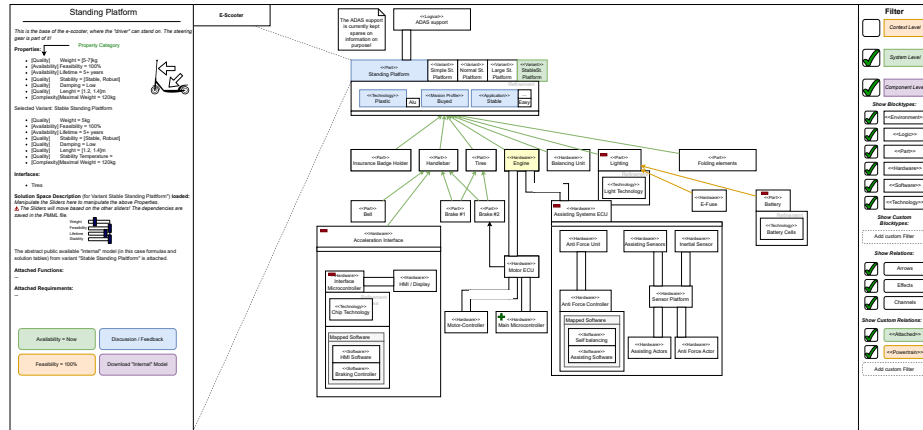 Standing Platform
This is the base of the e-scooter, where the "driver" can stand on. The steering
gear is part of it!
Properties:
Property Category
• [Quality] Weight = [5-7]kg
• [Availability] Feasibility = 100%
• [Availability] Lifetime = 5+ years
• [Quality] Stability = [Stable, Robust]
• [Quality] Damping = Low
• [Quality] Lenght = [1.2, 1.4]m
• [Complexity]Maximal Weight = 120kg
Selected Variant: Stable Standing Plattform
• [Quality] Weight = 5kg
• [Availability] Feasibility = 100%
• [Availability] Lifetime = 5+ years
• [Quality] Stability = [Stable, Robust]
• [Quality] Damping = Low
• [Quality] Lenght = [1.2, 1.4]m
• [Quality] Stability Temperature =
• [Complexity]Maximal Weight = 120kg
Interfaces:
• Tires
Solution Space Description (for Variant Stable Standing Plattform") loaded:
Manipulate the Sliders here to manipulate the above Properties.
The Sliders will move based on the other sliders! The dependencies are
saved in the PMML file.
Weight
Feasibility
Lifetime
Stability
The abstract public available "internal" model (in this case formulas and
solution tables) from variant "Stable Standing Plattform" is attached.
Attached Functions:
...
Attached Requirements:
...
Availability = Now
Discussion / Feedback
Feasibility = 100%
Download "Internal" Model
E-Scooter
The ADAS support
is currently kept
sparse on
information on
purpose!
<<Logical>>
ADAS support
<<Part>>
Standing Platform
<<Variant>>
Simple St.
Platform
<<Variant>>
Normal St.
Platform
<<Variant>>
Large St.
Platform
<<Variant>>
StableSt.
Platform
<<Technology>>
Plastic
Alu
<<Mission Profile>>
Buyed
<<Application>>
Stable
...
Easy
<<Part>>
Insurance Badge Holder
<<Part>>
Handlebar
<<Part>>
Tires
<<Hardware>>
Engine
<<Hardware>>
Balancing Unit
<<Part>>
Lighting
<<Technology>>
Light Technology
<<Part>>
Folding elements
<<Part>>
Bell
<<Part>>
Brake #1
<<Part>>
Brake #2
<<Hardware>>
Assisting Systems ECU
<<Hardware>>
E-Fuse
<<Part>>
Battery
<<Technology>>
Battery Cells
<<Hardware>>
Acceleration Interface
<<Hardware>>
Interface
Microcontroller
<<Hardware>>
HMI / Display
<<Technology>>
Chip Technology
Mapped Software
<<Software>>
HMI Software
<<Software>>
Braking Controller
<<Hardware>>
Motor ECU
<<Hardware>>
Motor-Controller
<<Hardware>>
Main Microcontroller
<<Hardware>>
Anti Force Unit
<<Hardware>>
Assisting Sensors
<<Hardware>>
Inertial Sensor
<<Hardware>>
Anti Force Controller
<<Hardware>>
Sensor Platform
Mapped Software
<<Software>>
Self balancing
<<Software>>
Assisting Software
<<Hardware>>
Assisting Actors
<<Hardware>>
Anti Force Actor
Filter
Context Level
System Level
Component Level
Show Blocktypes:
<<Environment>>
<<Logic>>
<<Part>>
<<Hardware>>
<<Software>>
<<Technology>>
Show Custom
Blocktypes:
Add custom Filter
Show Relations:
Arrows
Effects
Channels
Show Custom Relations:
<<Attached>>
<<Powertrain>>
Add custom Filter